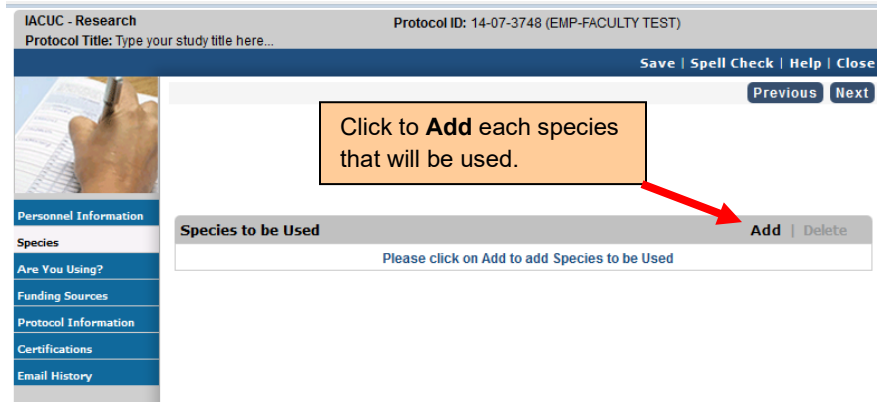 IACUC - Research Protocol ID: 14-07-3748 (EMP-FACULTY TEST)
Protocol Title: Type your study title here...
Save | Spell Check | Help | Close
Previous Next
Click to Add each species
that will be used.
Personnel Information
Species
Are You Using?
Funding Sources
Protocol Information
Certifications
Email History
Species to be Used Add | Delete
Please click on Add to add Species to be Used